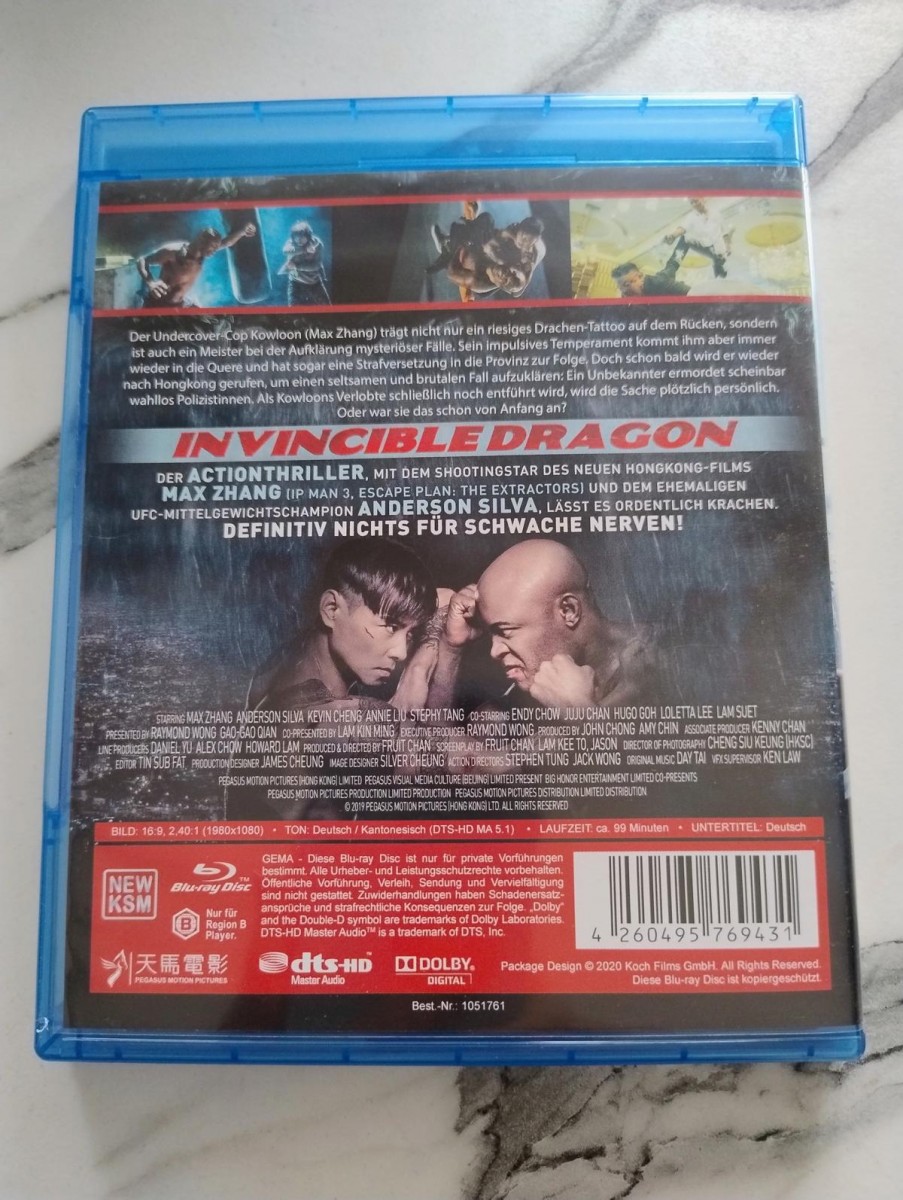 Der Undercover-Cop Kowloon (Max Zhang) trägt nicht nur ein riesiges Drachen-Tattoo auf dem Rücken, sondern
ist auch ein Meister bei der Aufklärung mysteriöser Fälle. Sein impulsives Temperament kommt ihm aber immer
wieder in die Quere und hat sogar eine Strafversetzung in die Provinz zur Folge. Doch schon bald wird er wieder
nach Hongkong gerufen, um einen seltsamen und brutalen Fall aufzuklären: Ein Unbekannter ermordet scheinbar
wahllos Polizistinnen. Als Kowloons Verlobte schließlich noch entführt wird, wird die Sache plötzlich persönlich.
Oder war sie das schon von Anfang an?
INVINCIBLE DRAGON
DER ACTIONTHRILLER, MIT DEM SHOOTINGSTAR DES NEUEN HONGKONG-FILMS
MAX ZHANG (IP MAN 3, ESCAPE PLAN: THE EXTRACTORS) UND DEM EHEMALIGEN
UFC-MITTELGEWICHTSCHAMPION ANDERSON SILVA, LÄSST ES ORDENTLICH KRACHEN.
DEFINITIV NICHTS FÜR SCHWACHE NERVEN!
STARRING MAX ZHANG ANDERSON SILVA KEVIN CHENG ANNIE LIU STEPHY TANG CO-STARRING ENDY CHOW JUJU CHAN HUGO GOH LOLETTA LEE LAM SUET
PRESENTED BY RAYMOND WONG GAO-GAO QIAN CO-PRESENTED BY LAM KIN MING EXECUTIVE PRODUCER RAYMOND WONG PRODUCED BY JOHN CHONG AMY CHIN ASSOCIATE PRODUCER KENNY CHAN
LINE PRODUCERS DANIEL YU ALEX CHOW HOWARD LAM PRODUCED & DIRECTED BY FRUIT CHAN SCREENPLAY BY FRUIT CHAN LAM KEE TO, JASON DIRECTOR OF PHOTOGRAPHY CHENG SIU KEUNG (HKSC)
EDITOR TIN SUB FAT PRODUCTION DESIGNER JAMES CHEUNG IMAGE DESIGNER SILVER CHEUNG ACTION DIRECTORS STEPHEN TUNG JACK WONG ORIGINAL MUSIC DAY TAI VFX SUPERVISOR KEN LAW
PEGASUS MOTION PICTURES (HONG KONG) LIMITED PEGASUS VISUAL MEDIA CULTURE (BEIJING) LIMITED PRESENT BIG HONOR ENTERTAINMENT LIMITED CO-PRESENTS
PEGASUS MOTION PICTURES PRODUCTION LIMITED PRODUCTION PEGASUS MOTION PICTURES DISTRIBUTION LIMITED DISTRIBUTION
© 2019 PEGASUS MOTION PICTURES (HONG KONG) LTD. ALL RIGHTS RESERVED
BILD: 16:9, 2,40:1 (1980x1080) • TON: Deutsch / Kantonesisch (DTS-HD MA 5.1) • LAUFZEIT: ca. 99 Minuten • UNTERTITEL: Deutsch
NEW
KSM
Blu-ray Disc™
B
Nur für
Region B
Player.
GEMA - Diese Blu-ray Disc ist nur für private Vorführungen
bestimmt. Alle Urheber- und Leistungsschutzrechte vorbehalten.
Öffentliche Vorführung, Verleih, Sendung und Vervielfältigung
sind nicht gestattet. Zuwiderhandlungen haben Schadenersatz-
ansprüche und strafrechtliche Konsequenzen zur Folge. „Dolby"
and the Double-D symbol are trademarks of Dolby Laboratories.
DTS-HD Master Audio™ is a trademark of DTS, Inc.
4 260495 769431
天馬電影
PEGASUS MOTION PICTURES
dts-HD
Master Audio
DOLBY
DIGITAL
Package Design © 2020 Koch Films GmbH. All Rights Reserved.
Diese Blu-ray Disc ist kopiergeschützt.
Best.-Nr.: 1051761